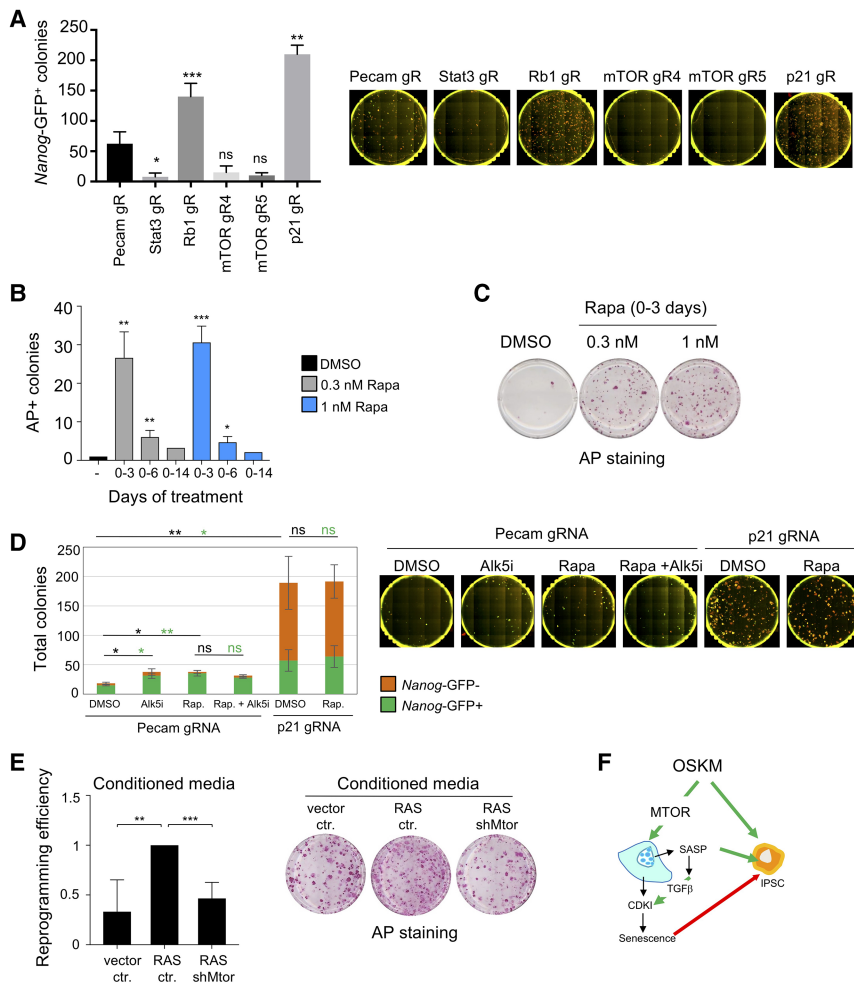 A
Nanog-GFP+ colonies
250
200
150
100
50
0
*
***
ns
ns
**
Pecam gR
Stat3 gR
Rb1 gR
mTOR gR4
mTOR gR5
p21 gR
Pecam gR Stat3 gR Rb1 gR mTOR gR4 mTOR gR5 p21 gR
B
AP+ colonies
40
30
20
10
0
**
**
***
*
- 0-3 0-6 0-14 0-3 0-6 0-14
Days of treatment
DMSO
0.3 nM Rapa
1 nM Rapa
C
Rapa (0-3 days)
DMSO 0.3 nM 1 nM
AP staining
D
Total colonies
250
200
150
100
50
0
** *
ns ns
* **
* *
ns ns
DMSO Alk5i Rap. Rap. + Alk5i DMSO Rap.
Pecam gRNA p21 gRNA
Pecam gRNA p21 gRNA
DMSO Alk5i Rapa Rapa +Alk5i DMSO Rapa
Nanog-GFP-
Nanog-GFP+
E
Conditioned media
Reprogramming efficiency
1.5
1
0.5
0
** ***
vector ctr.
RAS ctr.
RAS shMtor
Conditioned media
vector ctr.
RAS ctr.
RAS shMtor
AP staining
F
OSKM
MTOR
SASP
TGFβ
IPSC
CDKI
Senescence